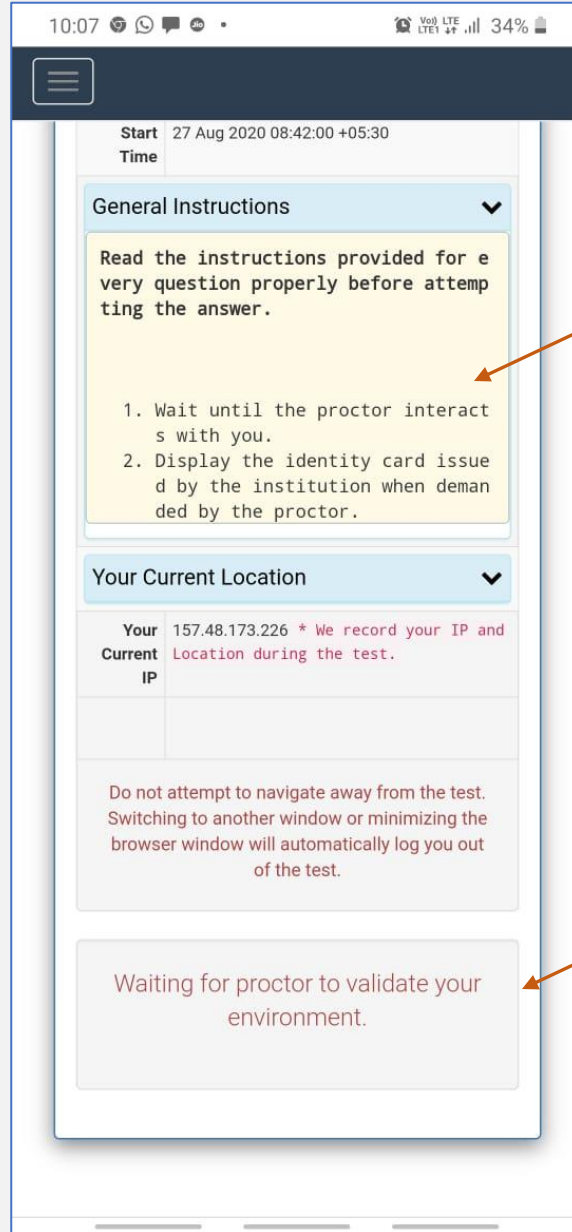 10:07 Vo)) LTE LTE1 34%
Start 27 Aug 2020 08:42:00 +05:30
Time
General Instructions
Read the instructions provided for e
very question properly before attemp
ting the answer.
1. Wait until the proctor interact
s with you.
2. Display the identity card issue
d by the institution when deman
ded by the proctor.
Your Current Location
Your 157.48.173.226 * We record your IP and
Current Location during the test.
IP
Do not attempt to navigate away from the test.
Switching to another window or minimizing the
browser window will automatically log you out
of the test.
Waiting for proctor to validate your
environment.